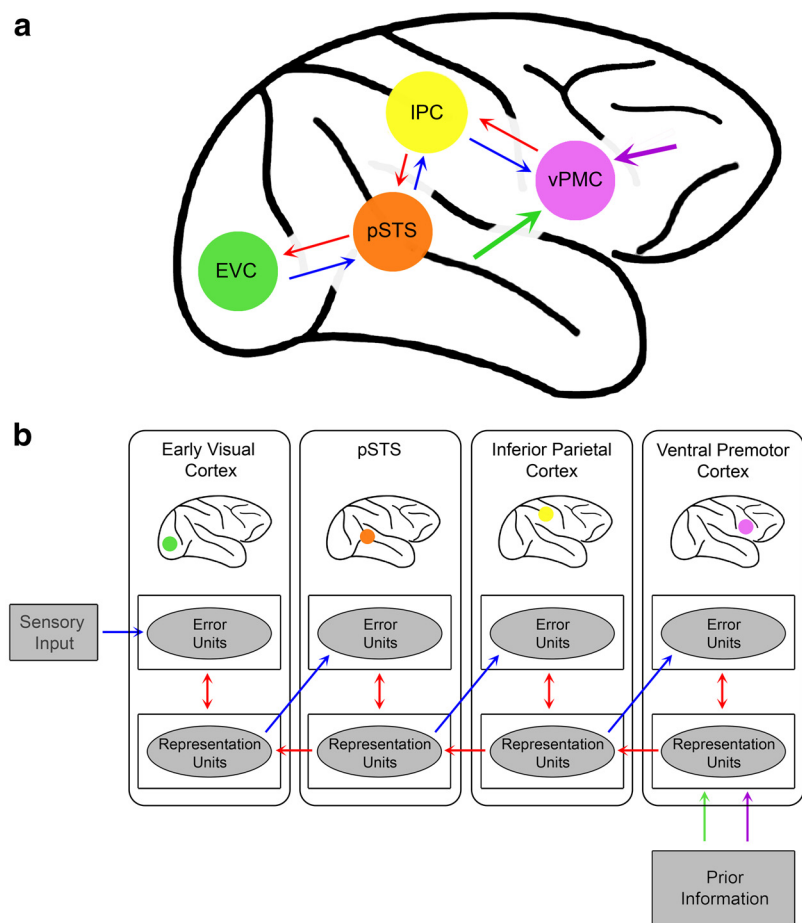 a
IPC
vPMC
pSTS
EVC
b
Early Visual
Cortex
pSTS
Inferior Parietal
Cortex
Ventral Premotor
Cortex
Sensory
Input
Error
Units
Error
Units
Error
Units
Error
Units
Representation
Units
Representation
Units
Representation
Units
Representation
Units
Prior
Information